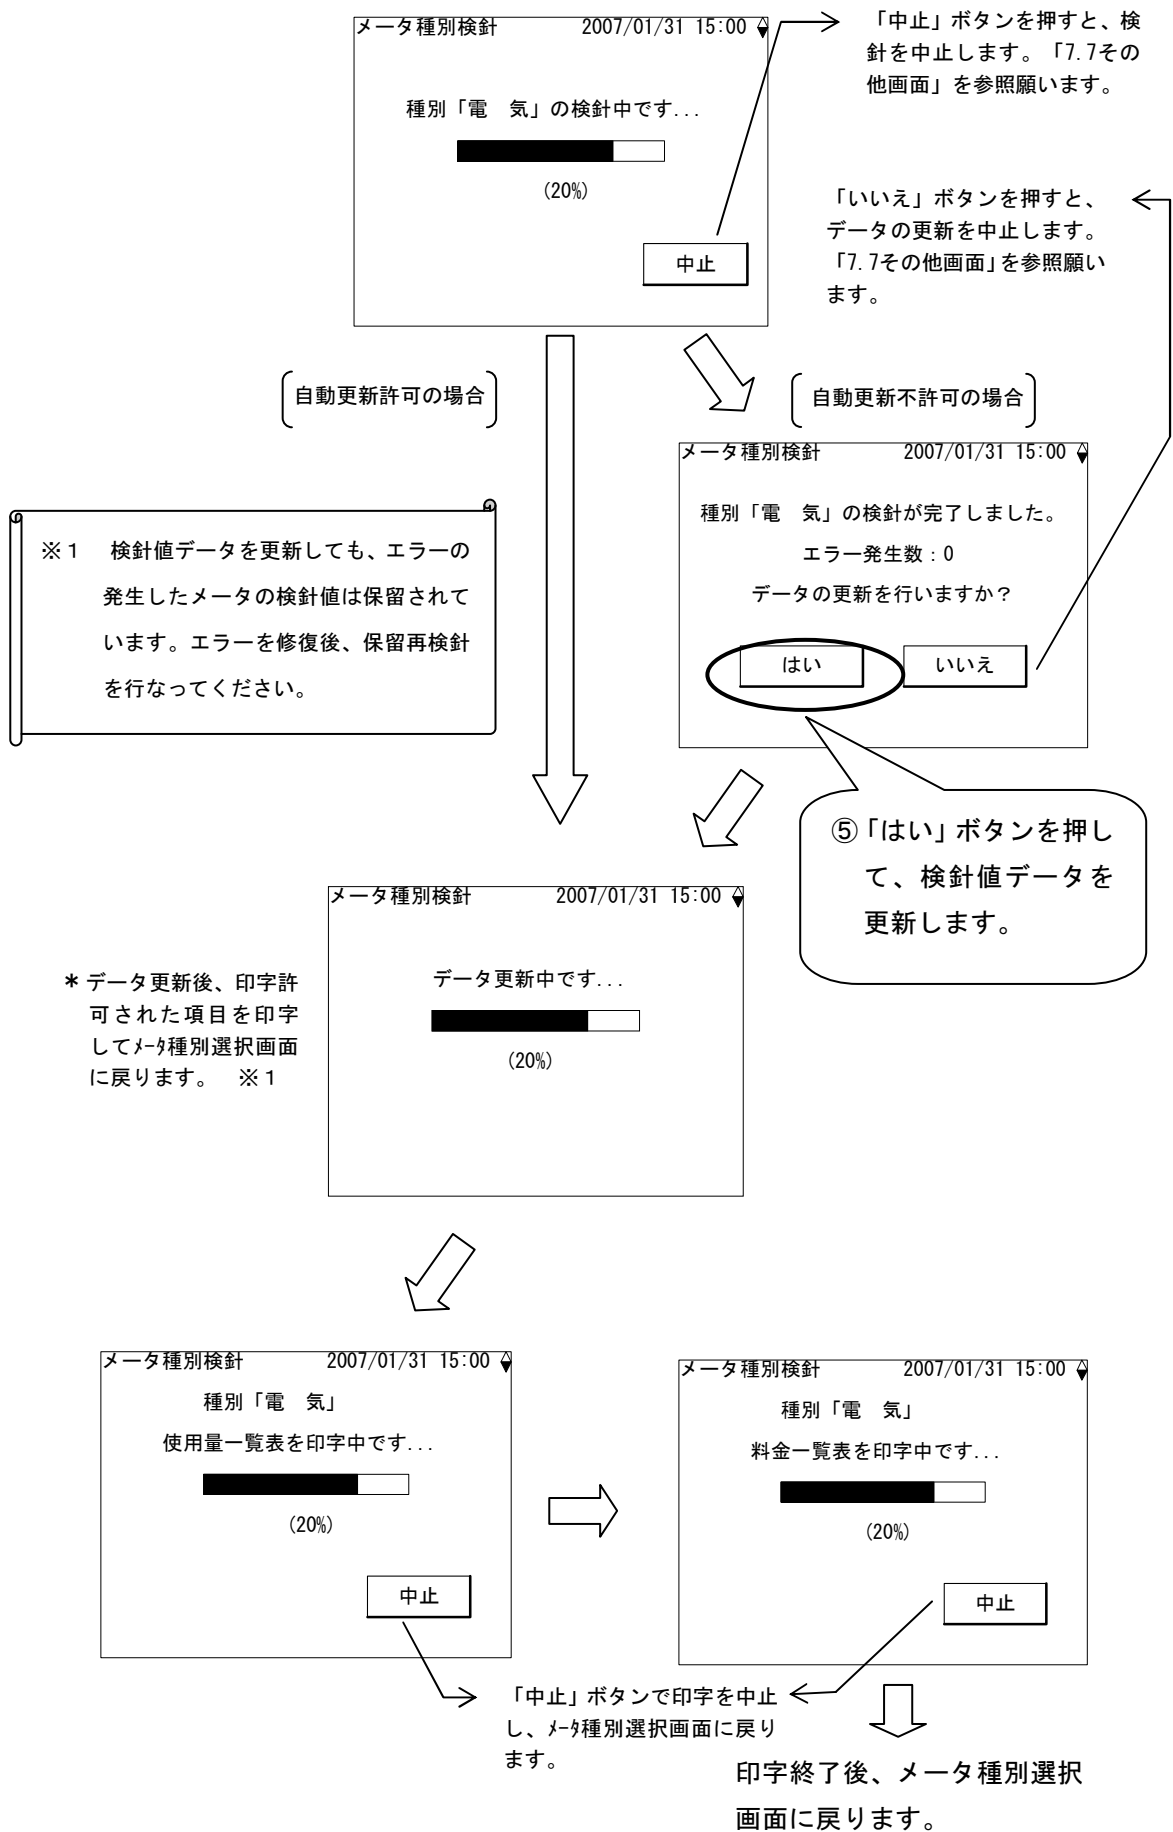 メータ種別検針　2007/01/31 15:00
種別「電　気」の検針中です...
(20%)
中止
「中止」ボタンを押すと、検
針を中止します。「7.7その
他画面」を参照願います。
「いいえ」ボタンを押すと、
データの更新を中止します。
「7.7その他画面」を参照願い
ます。
自動更新許可の場合
自動更新不許可の場合
メータ種別検針　2007/01/31 15:00
種別「電　気」の検針が完了しました。
エラー発生数：0
データの更新を行いますか？
はい
いいえ
※１　検針値データを更新しても、エラーの
発生したメータの検針値は保留されて
います。エラーを修復後、保留再検針
を行なってください。
⑤「はい」ボタンを押し
て、検針値データを
更新します。
メータ種別検針　2007/01/31 15:00
データ更新中です...
(20%)
＊データ更新後、印字許
可された項目を印字
してﾒｰﾀ種別選択画面
に戻ります。　※１
メータ種別検針　2007/01/31 15:00
種別「電　気」
使用量一覧表を印字中です...
(20%)
中止
メータ種別検針　2007/01/31 15:00
種別「電　気」
料金一覧表を印字中です...
(20%)
中止
「中止」ボタンで印字を中止
し、ﾒｰﾀ種別選択画面に戻り
ます。
印字終了後、メータ種別選択
画面に戻ります。